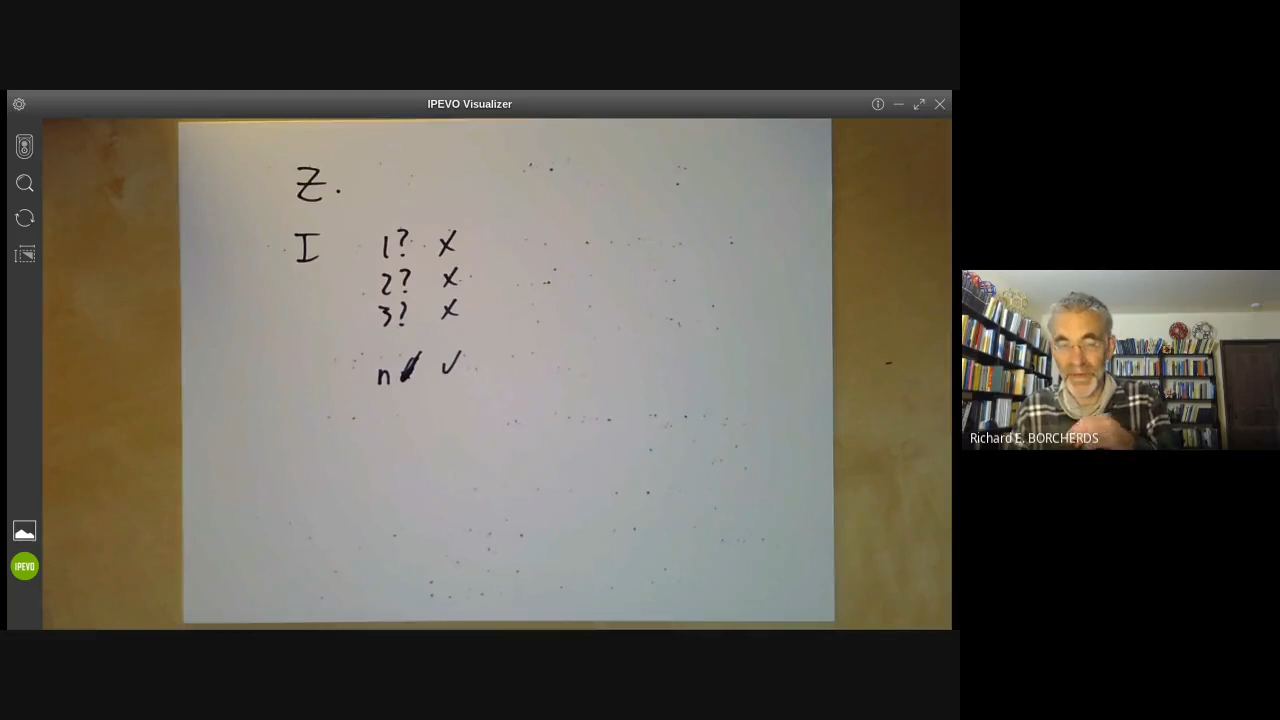 IPEVO Visualizer
Z.
I 1? X
2? X
3? X
n ✓
IPEVO
Richard E. BORCHERDS